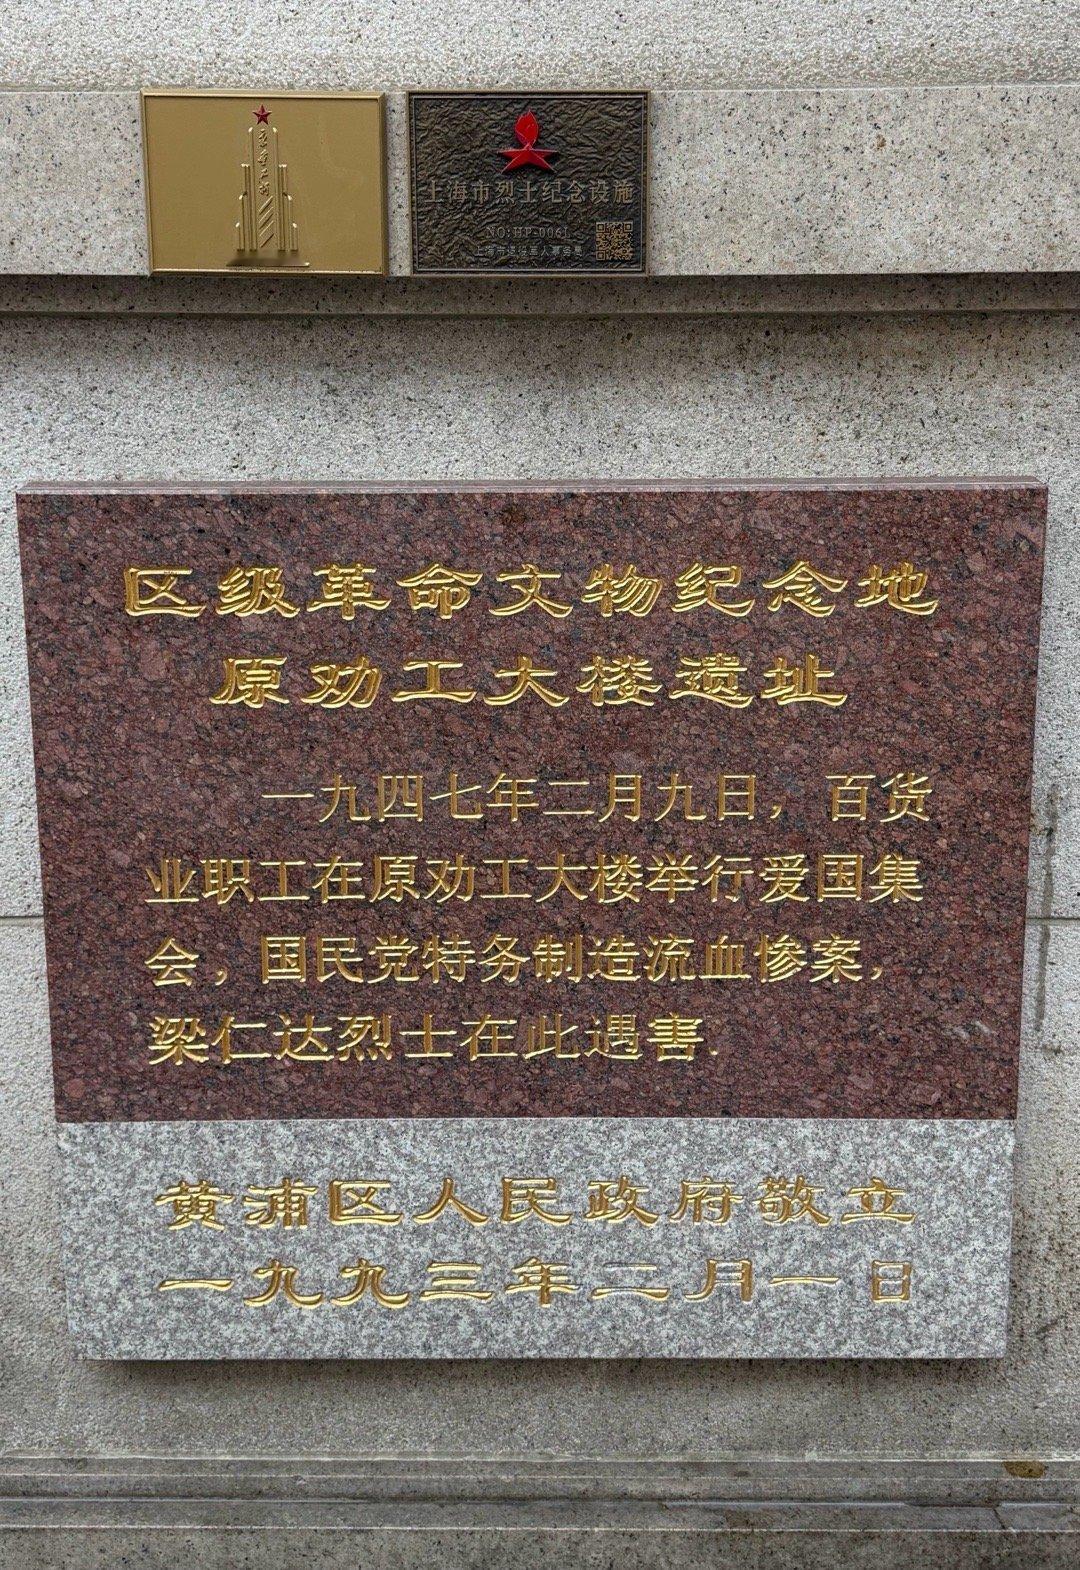 上海市烈士纪念设施
NO:HP-0061
区级革命文物纪念地
原劝工大楼遗址
一九四七年二月九日，百货
业职工在原劝工大楼举行爱国集
会，国民党特务制造流血惨案，
梁仁达烈士在此遇害.
黄浦区人民政府敬立
一九九三年二月一日